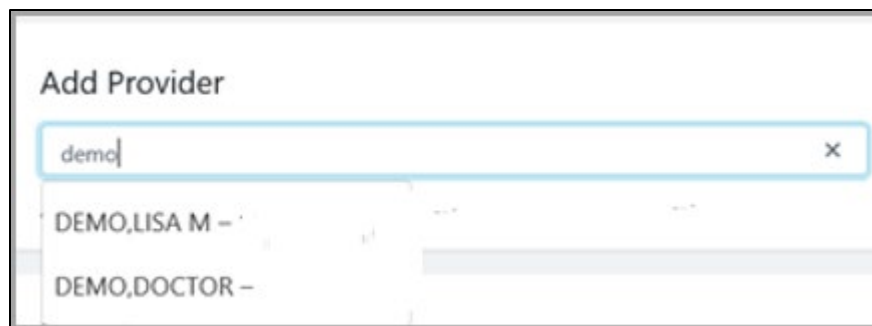 Add Provider
demo
DEMO,LISA M –
DEMO,DOCTOR –